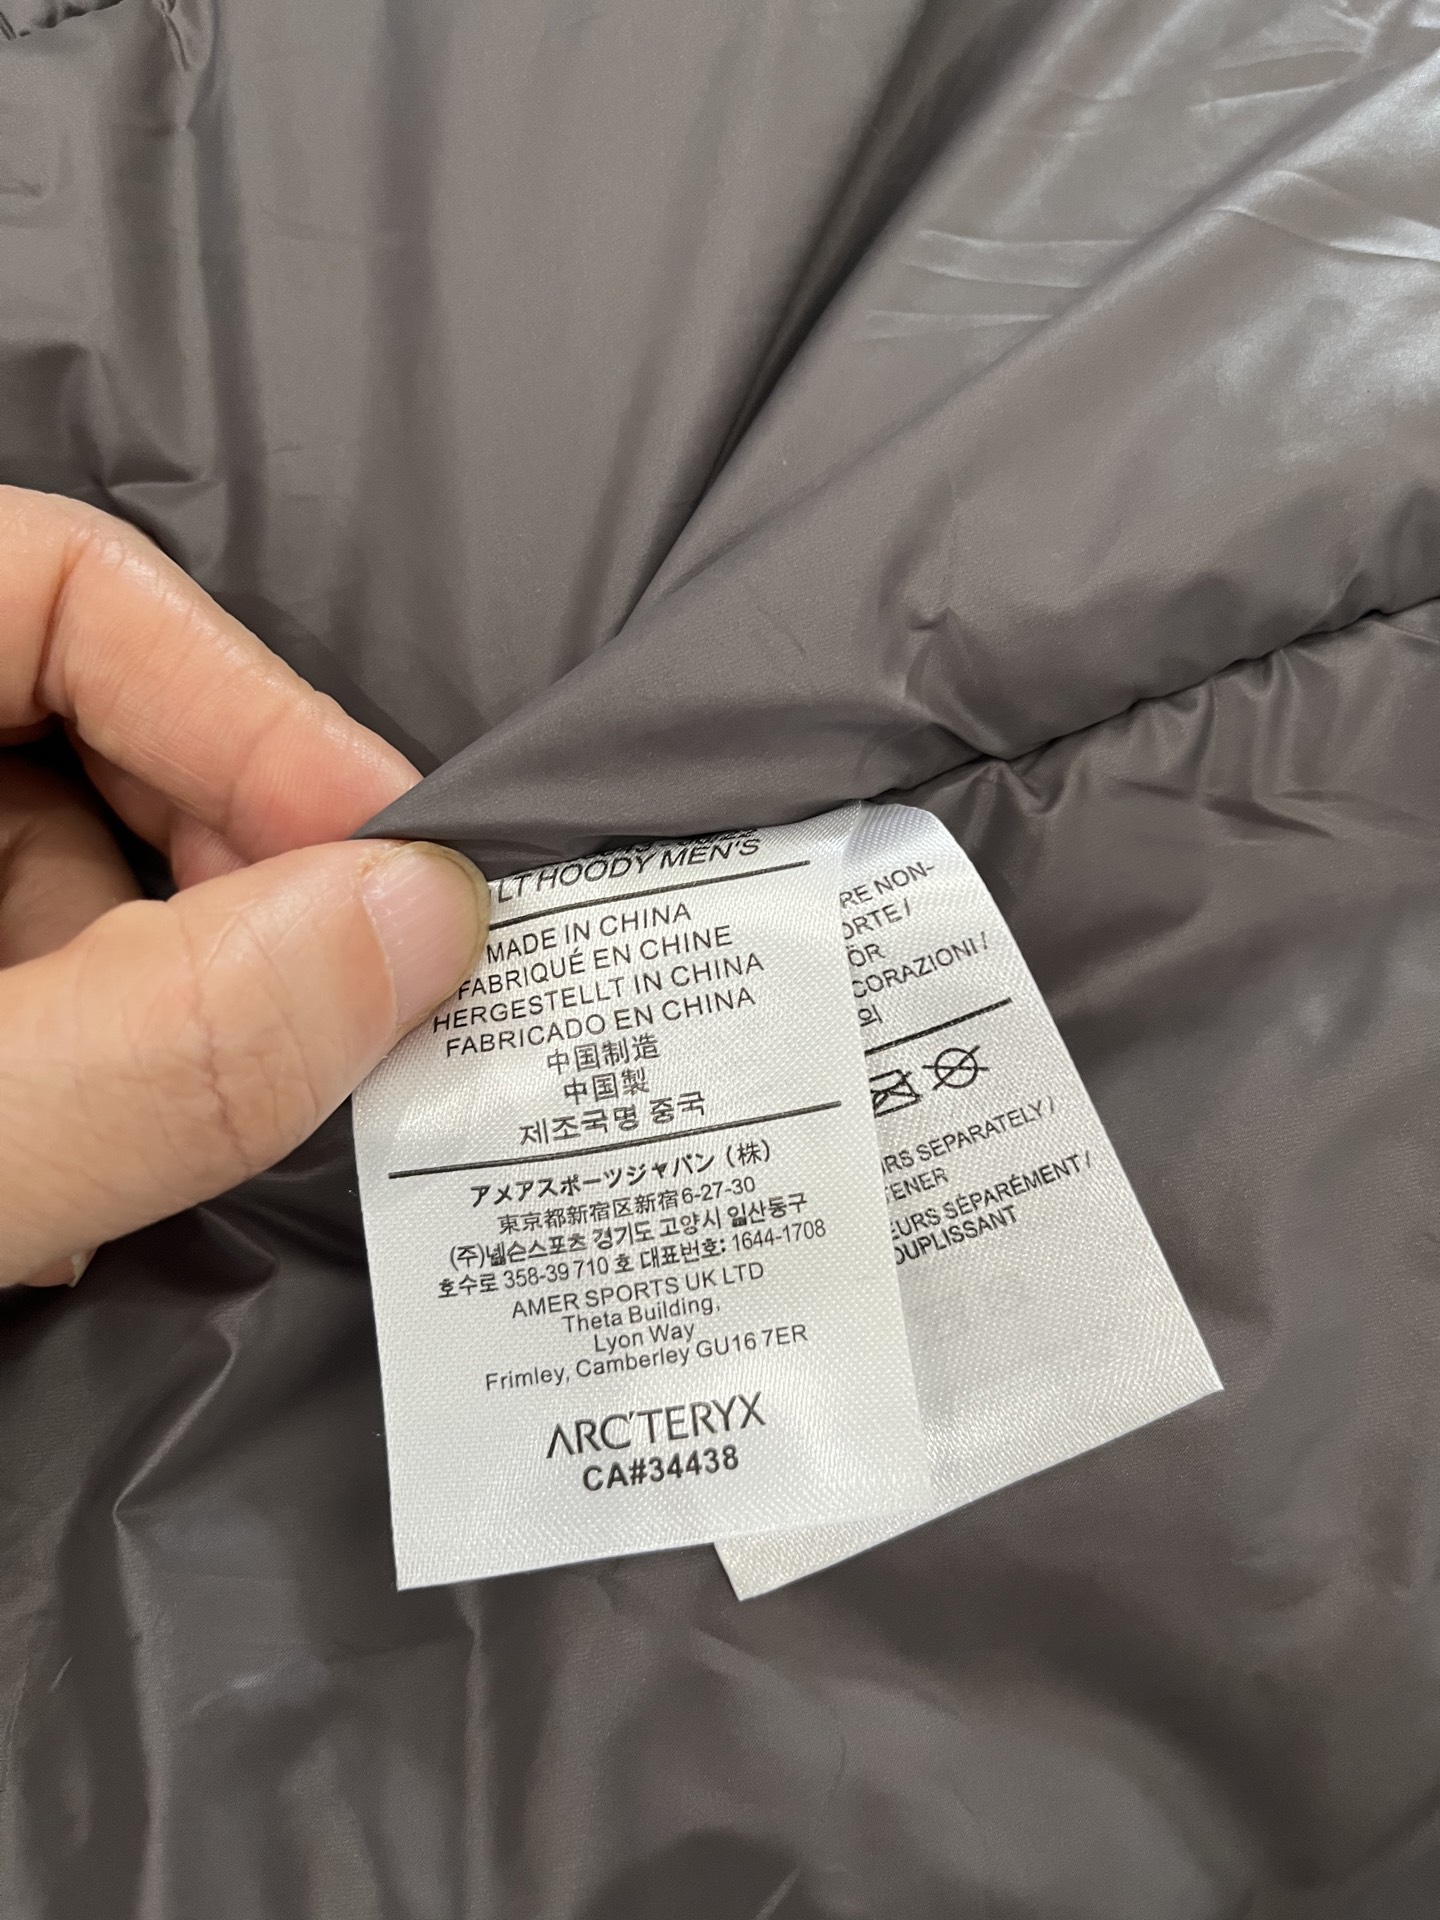 LT HOODY MEN'S
MADE IN CHINA
FABRIQUÉ EN CHINE
HERGESTELLT IN CHINA
FABRICADO EN CHINA
中国制造
中国製
제조국명 중국
アメアスポーツジャパン（株）
東京都新宿区新宿6-27-30
(주)넬슨스포츠 경기도 고양시 일산동구
호수로 358-39 710 호 대표번호: 1644-1708
AMER SPORTS UK LTD
Theta Building,
Lyon Way
Frimley, Camberley GU16 7ER
ARC'TERYX
CA#34438
RE NON-
ORTE /
ÖR
CORAZIONI /
의
RS SEPARATELY /
ENER
EURS SÉPARÉMENT /
OUPLISSANT